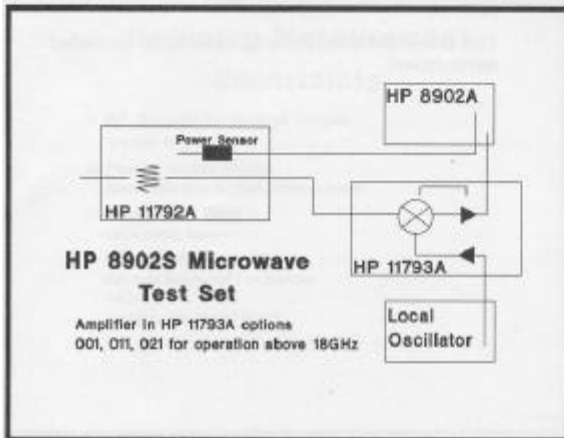 HP 8902A
Power Sensor
HP 11792A
HP 11793A
HP 8902S Microwave
Test Set
Amplifier in HP 11793A options
001, 011, 021 for operation above 18GHz
Local
Oscillator